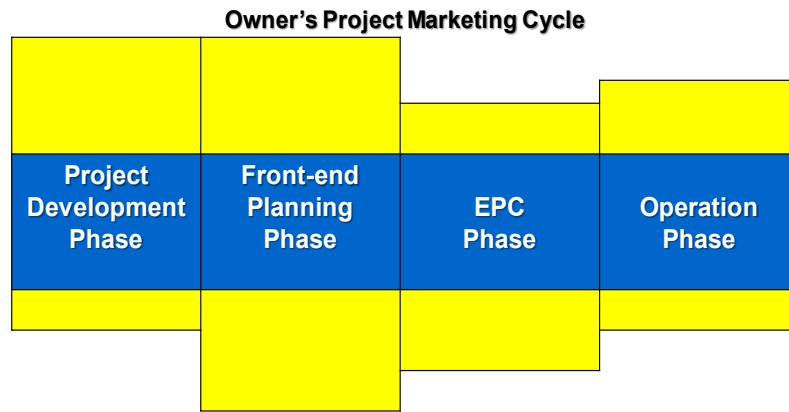 Owner's Project Marketing Cycle
Project
Development
Phase
Front-end
Planning
Phase
EPC
Phase
Operation
Phase